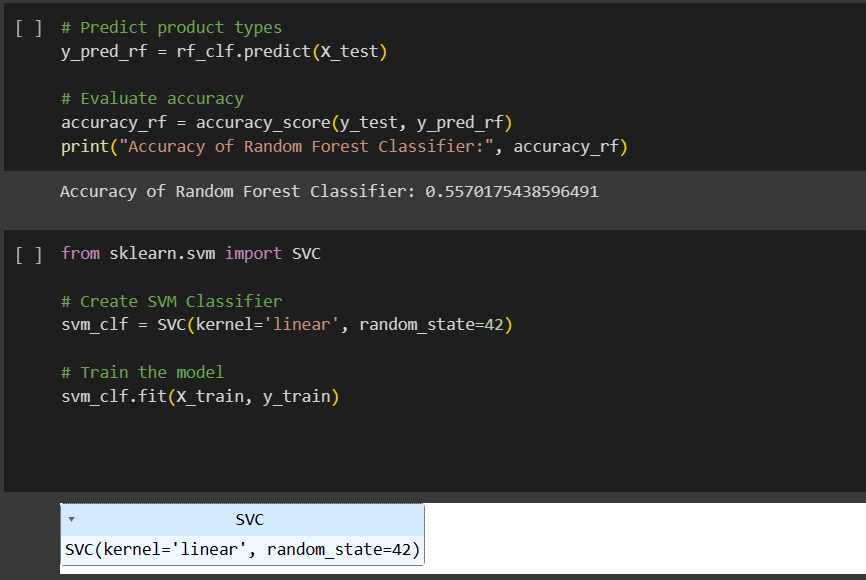 [ ] # Predict product types
y_pred_rf = rf_clf.predict(X_test)
# Evaluate accuracy
accuracy_rf = accuracy_score(y_test, y_pred_rf)
print("Accuracy of Random Forest Classifier:", accuracy_rf)
Accuracy of Random Forest Classifier: 0.5570175438596491
[ ] from sklearn.svm import SVC
# Create SVM Classifier
svm_clf = SVC(kernel='linear', random_state=42)
# Train the model
svm_clf.fit(X_train, y_train)
SVC
SVC(kernel='linear', random_state=42)